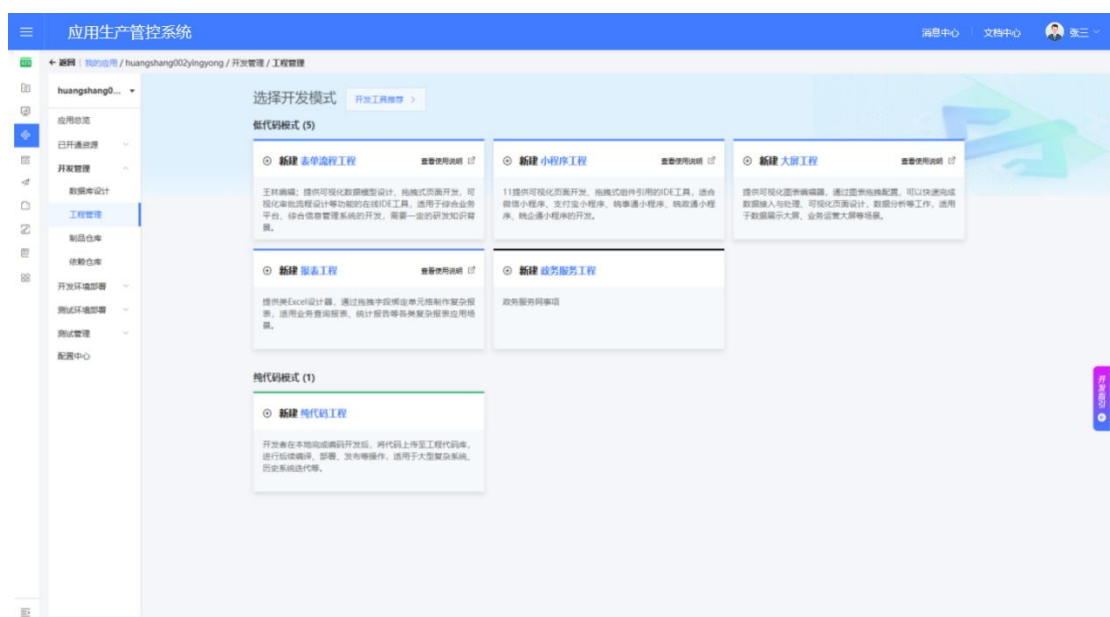 应用生产管控系统
消息中心 文档中心 张三
返回 我的应用 / huangshang002yingyong / 开发管理 / 工程管理
huangshang0...
应用总览
已开通资源
开发管理
数据库设计
工程管理
制品仓库
依赖仓库
开发环境部署
测试环境部署
测试管理
配置中心
选择开发模式 开发工具推荐 >
低代码模式 (5)
新建 表单流程工程 查看使用说明
王林编辑；提供可视化数据模型设计、拖拽式页面开发、可
视化审批流程设计等功能的在线IDE工具，适用于综合业务
平台、综合信息管理系统的开发，需要一定的研发知识背
景。
新建 小程序工程 查看使用说明
11提供可视化页面开发、拖拽式组件引用的IDE工具，适合
微信小程序、支付宝小程序、皖事通小程序、皖政通小程
序、皖企通小程序的开发。
新建 大屏工程 查看使用说明
提供可视化图表编辑器，通过图表拖拽配置，可以快速完成
数据接入与处理、可视化页面设计、数据分析等工作，适用
于数据展示大屏、业务运营大屏等场景。
新建 报表工程 查看使用说明
提供类Excel设计器，通过拖拽字段绑定单元格制作复杂报
表，适用业务查询报表、统计报告等各类复杂报表应用场
景。
新建 政务服务工程
政务服务网事项
纯代码模式 (1)
新建 纯代码工程
开发者在本地完成编码开发后，将代码上传至工程代码库，
进行后续编译、部署、发布等操作，适用于大型复杂系统、
历史系统迭代等。
开发指引